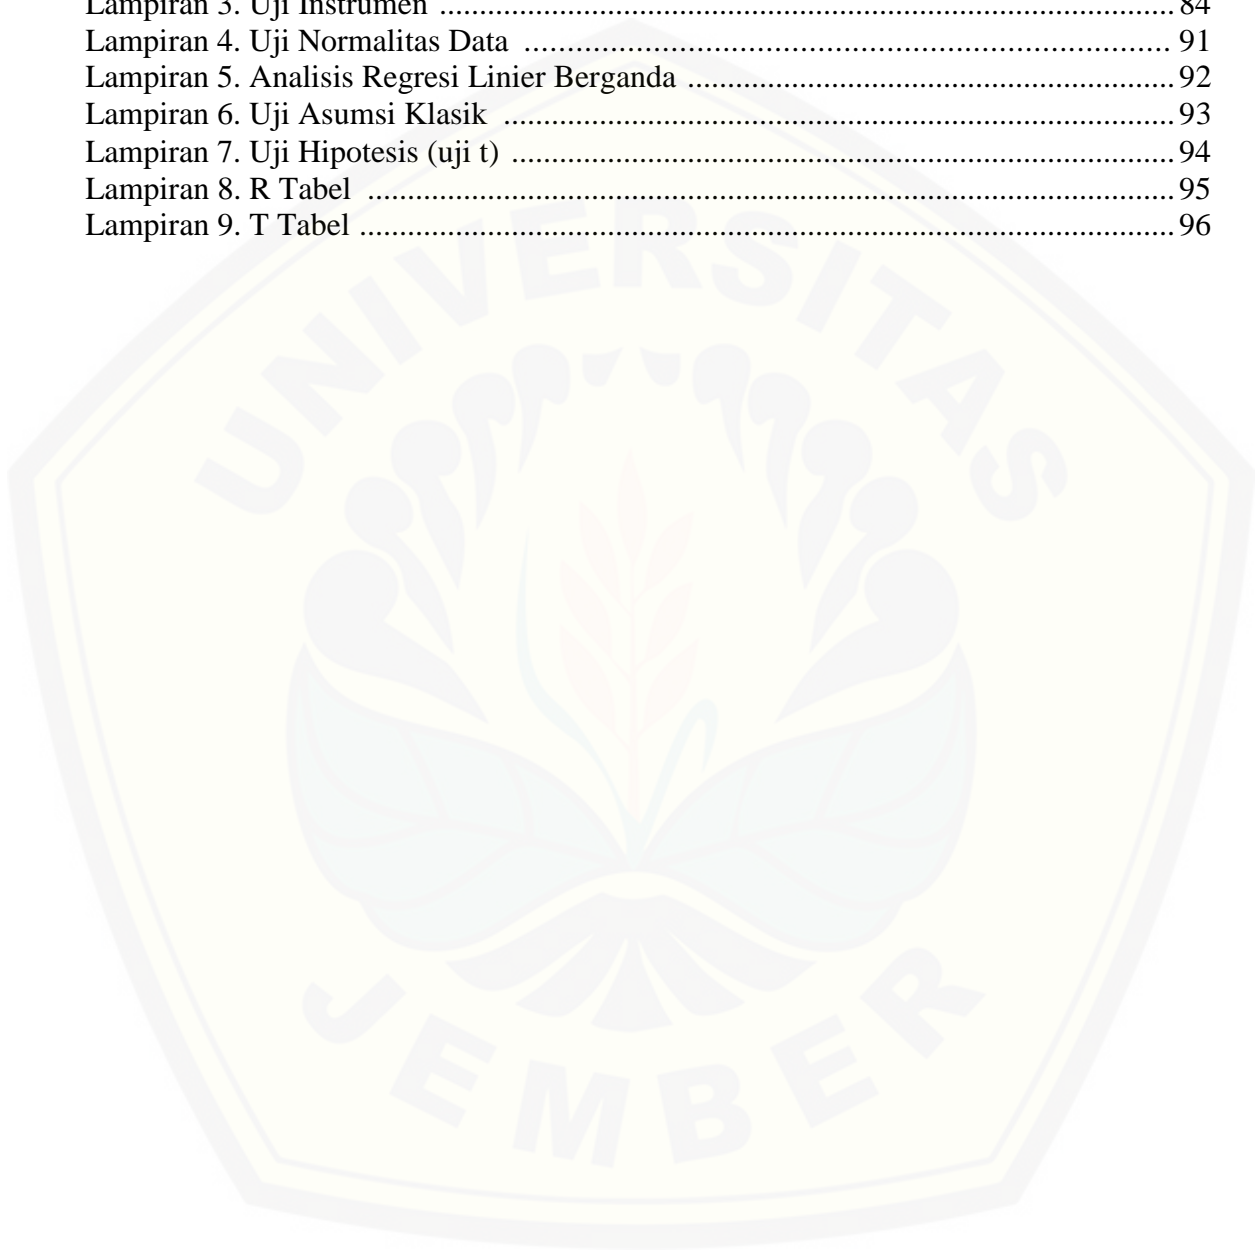 Lampiran 3. Uji Instrumen ........................................................................................... 84
Lampiran 4. Uji Normalitas Data ................................................................................ 91
Lampiran 5. Analisis Regresi Linier Berganda ............................................................ 92
Lampiran 6. Uji Asumsi Klasik ................................................................................... 93
Lampiran 7. Uji Hipotesis (uji t) .................................................................................. 94
Lampiran 8. R Tabel .................................................................................................... 95
Lampiran 9. T Tabel ..................................................................................................... 96
UNIVERSITAS
JEMBER